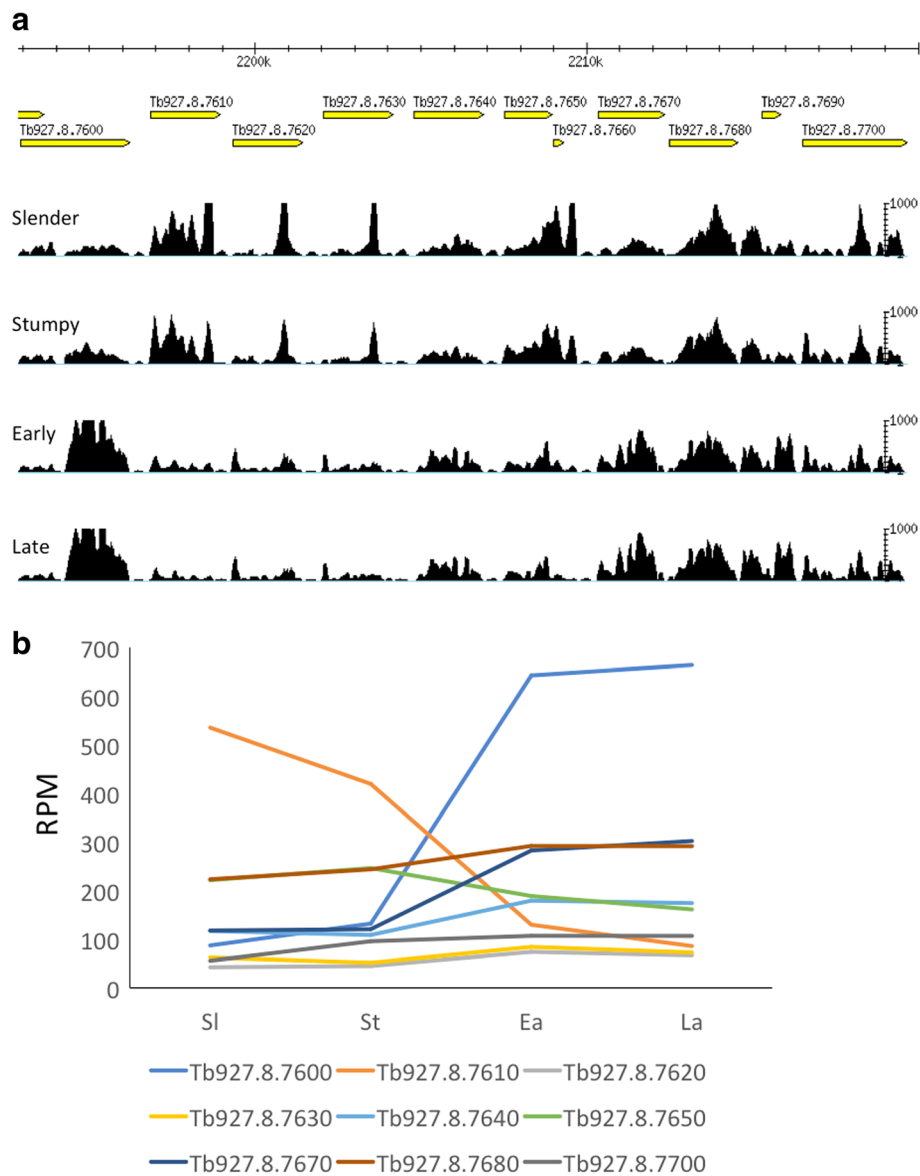 a
2200k 2210k
Tb927.8.7610 Tb927.8.7630 Tb927.8.7640 Tb927.8.7650 Tb927.8.7670 Tb927.8.7690
Tb927.8.7600 Tb927.8.7620 Tb927.8.7660 Tb927.8.7680 Tb927.8.7700
Slender
1000
Stumpy
1000
Early
1000
Late
1000
b
700
600
500
400
300
200
100
0
RPM
Sl St Ea La
Tb927.8.7600 Tb927.8.7610 Tb927.8.7620
Tb927.8.7630 Tb927.8.7640 Tb927.8.7650
Tb927.8.7670 Tb927.8.7680 Tb927.8.7700